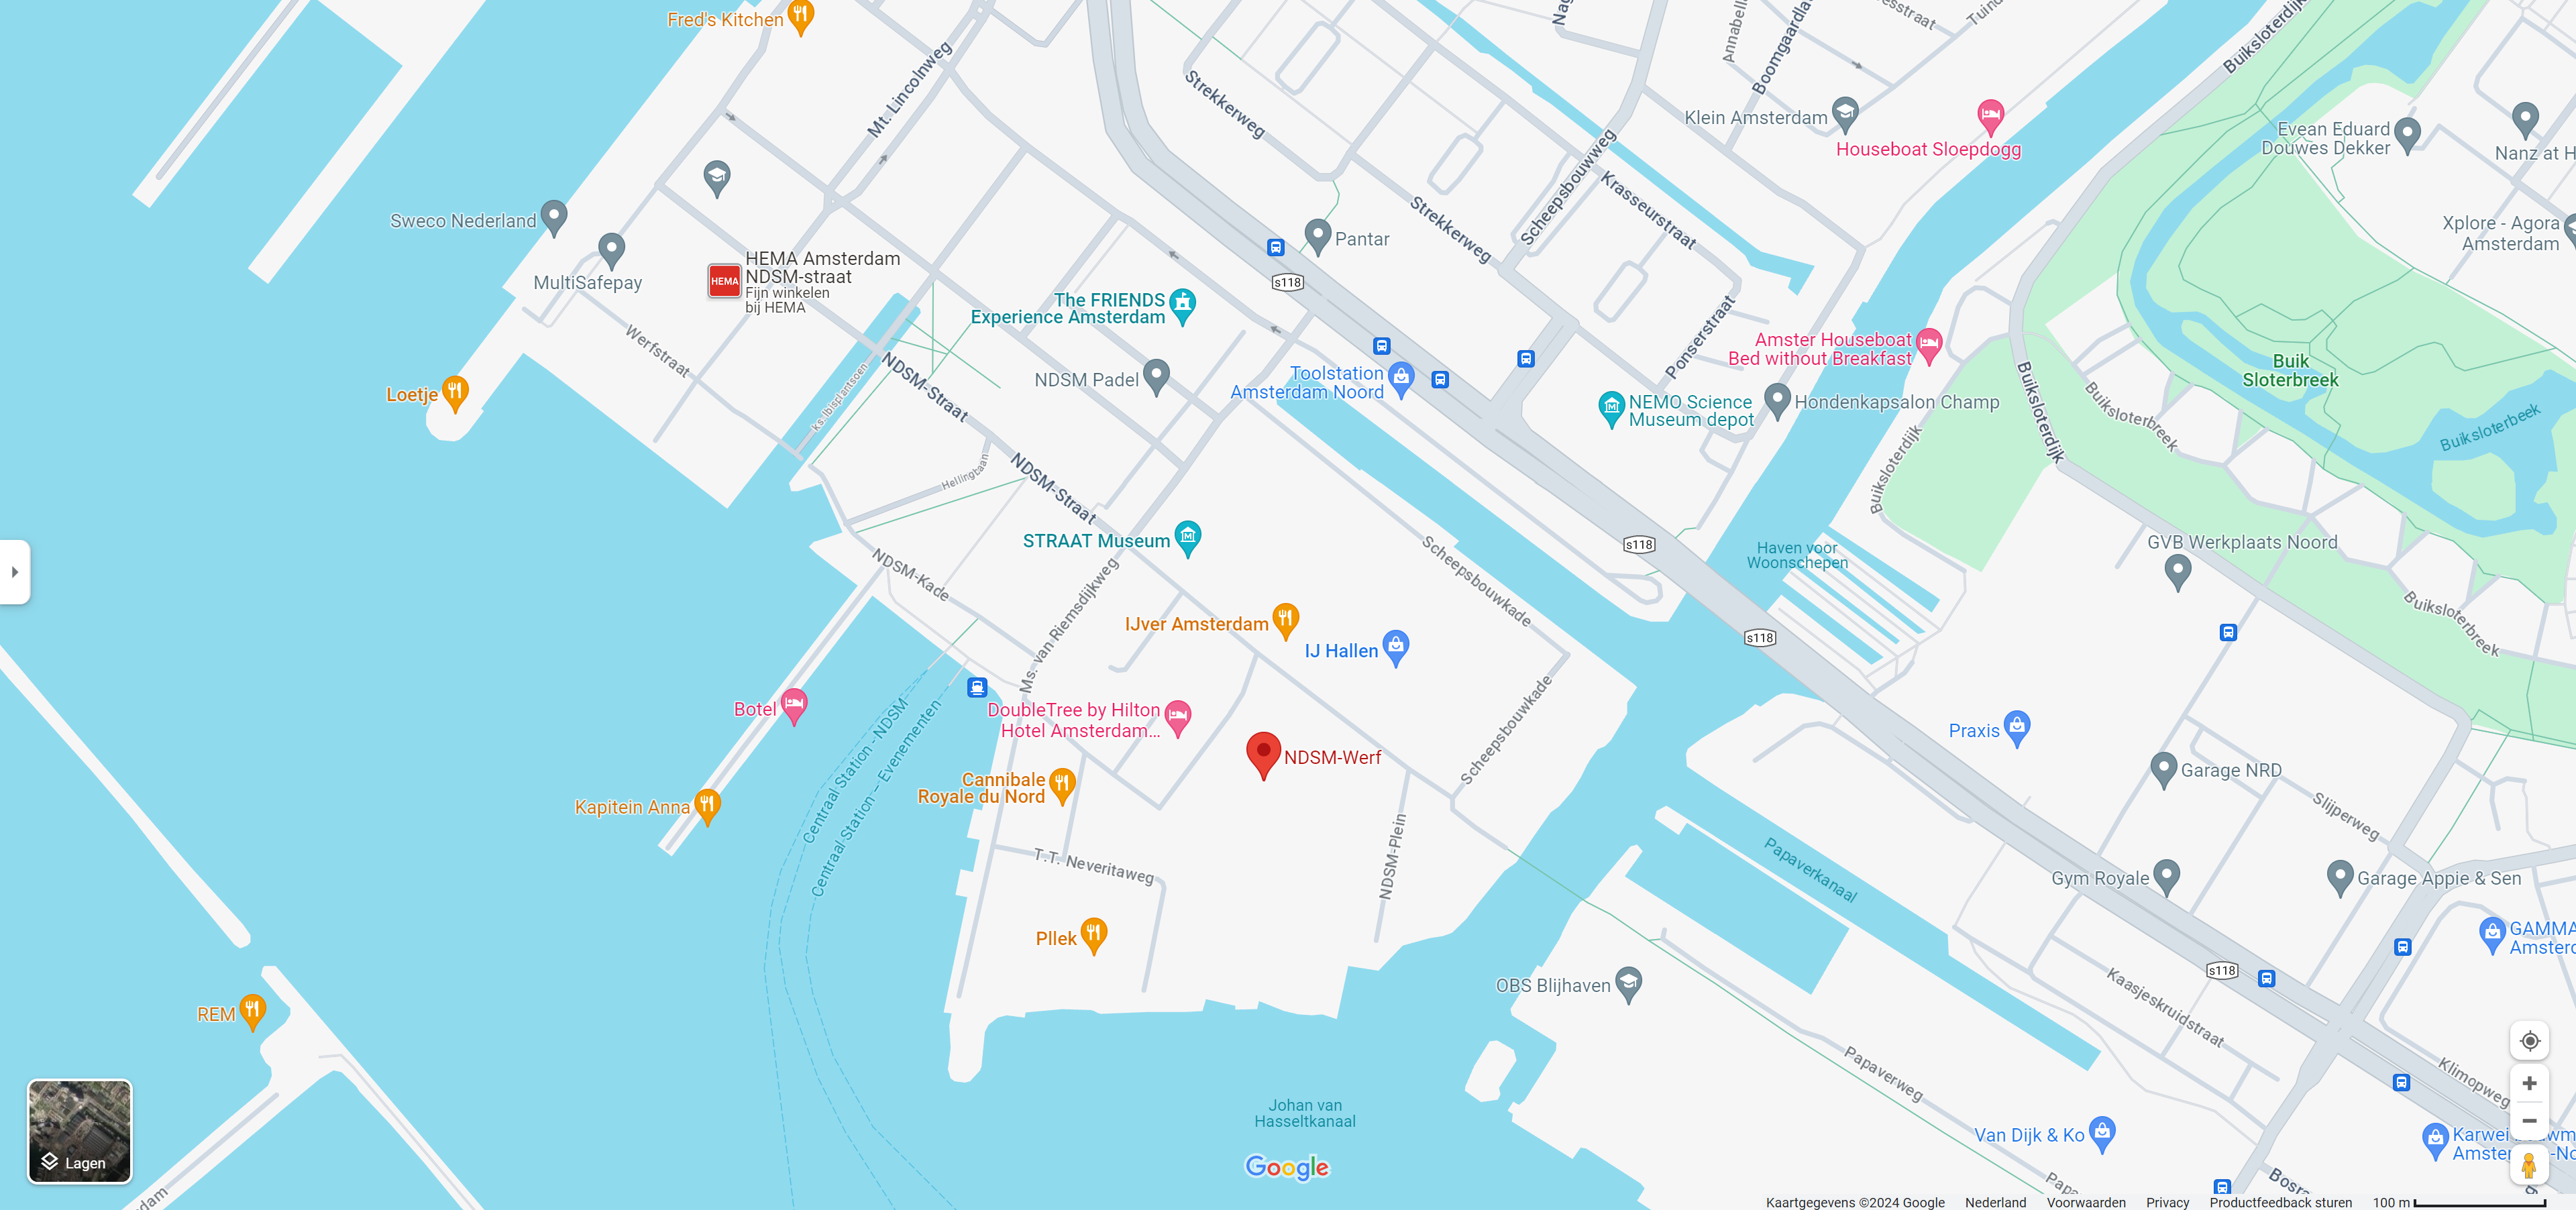 Fred's Kitchen
Mt. Lincolnweg
Strekkerweg
Boomgaardla
Buiksloterdijk
Klein Amsterdam
Houseboat Sloepdogg
Evean Eduard
Douwes Dekker
Nanz at H
Scheepsbouwweg
Krasseurstraat
Strekkerweg
Sweco Nederland
MultiSafepay
HEMA
HEMA Amsterdam
NDSM-straat
Fijn winkelen
bij HEMA
Pantar
s118
Xplore - Agora
Amsterdam
The FRIENDS
Experience Amsterdam
Werfstraat
ks.Ibisplantsoen
NDSM-Straat
NDSM Padel
Toolstation
Amsterdam Noord
Ponserstraat
Amster Houseboat
Bed without Breakfast
NEMO Science
Museum depot
Hondenkapsalon Champ
Buiksloterdijk
Buiksloterdijk
Buiksloterbreek
Buik
Sloterbreek
Buiksloterbeek
Loetje
Hellingbaan
NDSM-Straat
STRAAT Museum
NDSM-Kade
Ms. van Riemsdijkweg
Scheepsbouwkade
s118
Haven voor
Woonschepen
GVB Werkplaats Noord
Buiksloterbreek
IJver Amsterdam
IJ Hallen
s118
Botel
DoubleTree by Hilton
Hotel Amsterdam...
NDSM-Werf
Scheepsbouwkade
Praxis
Garage NRD
Slijperweg
Centraal Station - NDSM
Centraal Station – Evenementen
Cannibale
Royale du Nord
Kapitein Anna
T.T. Neveritaweg
NDSM-Plein
Papaverkanaal
Gym Royale
Garage Appie & Sen
Pllek
GAMMA
Amsterd
OBS Blijhaven
s118
Kaasjeskruidstraat
REM
Papaverweg
Klimopweg
Johan van
Hasseltkanaal
Van Dijk & Ko
Lagen
Google
dam
Kaartgegevens ©2024 Google
Nederland
Voorwaarden
Privacy
Productfeedback sturen
100 m